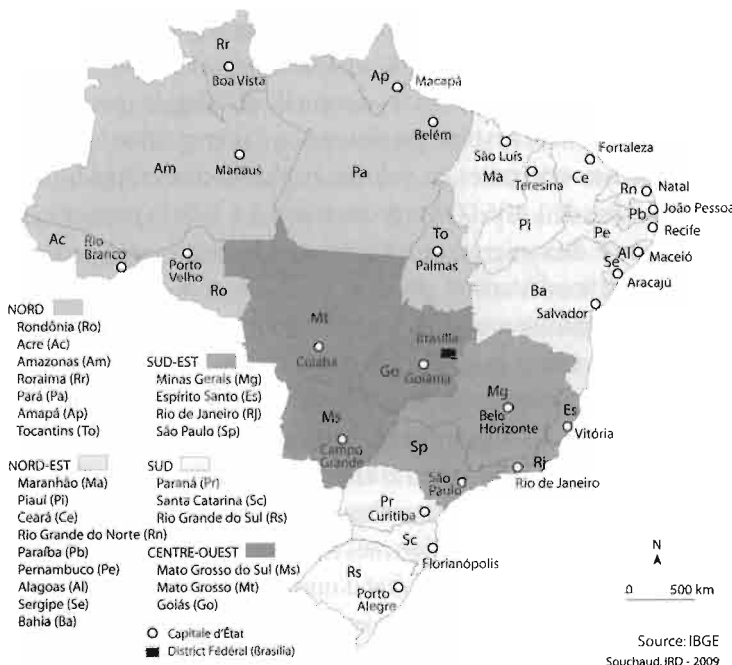 Rr
Boa Vista
Ap
Macapá
Belém
Am
Manaus
Pa
São Luís
Ma
Teresina
Ce
Fortaleza
Rn
Natal
Pb
João Pessoa
Pi
Pe
Recife
Al
Maceió
Se
Aracajú
Ac
Rio
Branco
Porto
Velho
Ro
To
Palmas
Ba
Salvador
Mt
Cuiabá
Brasília
Go
Goiânia
Mg
Belo
Horizonte
Es
Vitória
Ms
Campo
Grande
Sp
São
Paulo
Rj
Rio de Janeiro
Pr
Curitiba
Sc
Florianópolis
Rs
Porto
Alegre
NORD
Rondônia (Ro)
Acre (Ac)
Amazonas (Am)
Roraima (Rr)
Pará (Pa)
Amapá (Ap)
Tocantins (To)
NORD-EST
Maranhão (Ma)
Piauí (Pi)
Ceará (Ce)
Rio Grande do Norte (Rn)
Paraíba (Pb)
Pernambuco (Pe)
Alagoas (Al)
Sergipe (Se)
Bahia (Ba)
SUD-EST
Minas Gerais (Mg)
Espírito Santo (Es)
Rio de Janeiro (RJ)
São Paulo (Sp)
SUD
Paraná (Pr)
Santa Catarina (Sc)
Rio Grande do Sul (Rs)
CENTRE-OUEST
Mato Grosso do Sul (Ms)
Mato Grosso (Mt)
Goiás (Go)
Capitale d'État
District Fédéral (Brasilia)
N
0 500 km
Source: IBGE
Souchaud, IRD - 2009